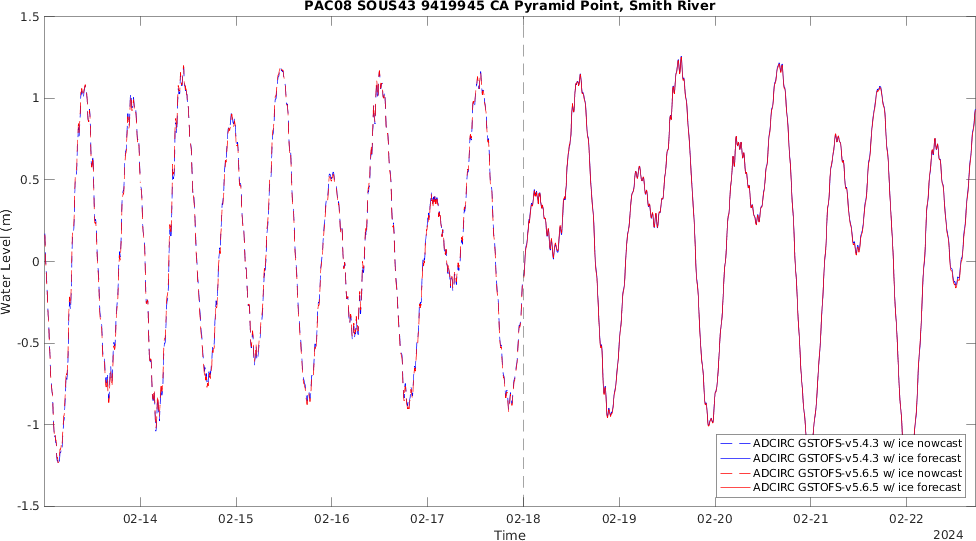 PAC08 SOUS43 9419945 CA Pyramid Point, Smith River
1.5
1
0.5
0
-0.5
-1
-1.5
Water Level (m)
02-14
02-15
02-16
02-17
02-18
02-19
02-20
02-21
02-22
Time
2024
ADCIRC GSTOFS-v5.4.3 w/ ice nowcast
ADCIRC GSTOFS-v5.4.3 w/ ice forecast
ADCIRC GSTOFS-v5.6.5 w/ ice nowcast
ADCIRC GSTOFS-v5.6.5 w/ ice forecast